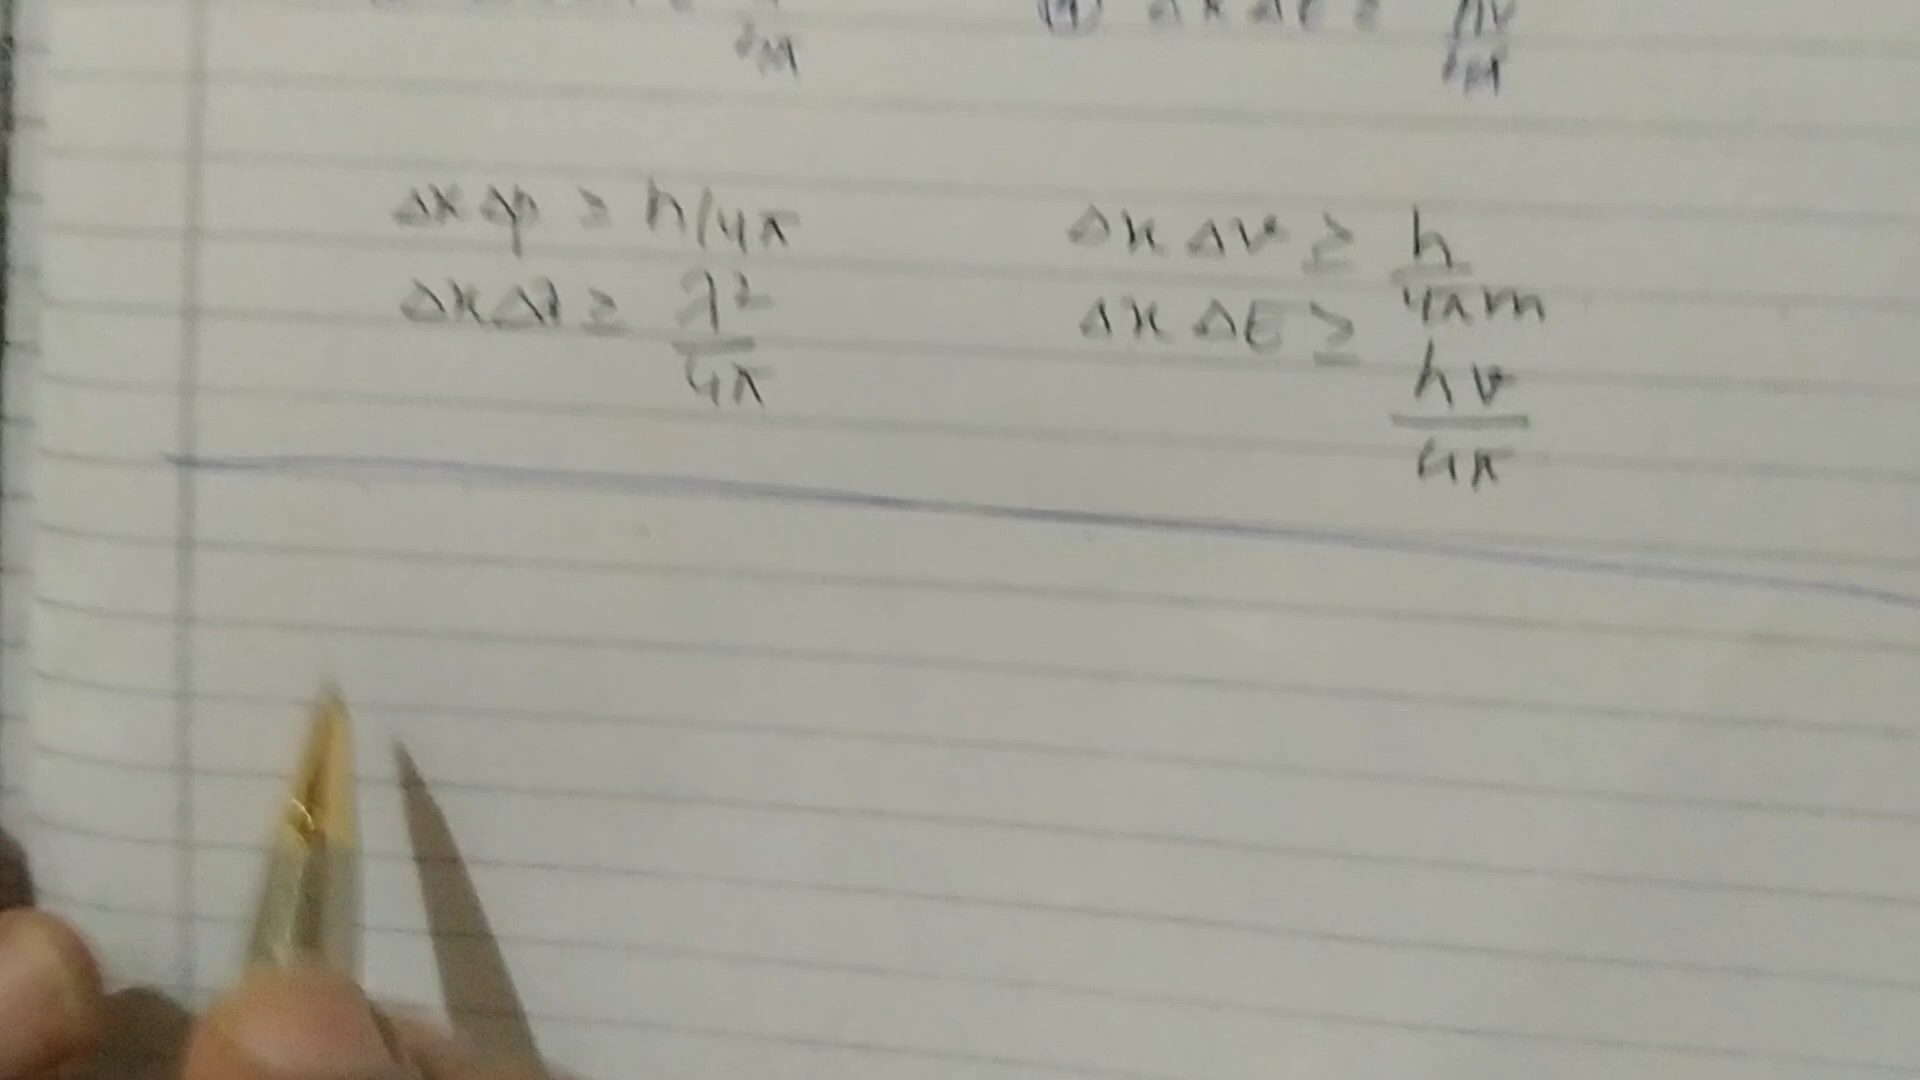 Δx Δp ≥ h/4π
Δx Δλ ≥ λ²/4π
Δx Δv ≥ h/4πm
Δx ΔE ≥ hv/4π